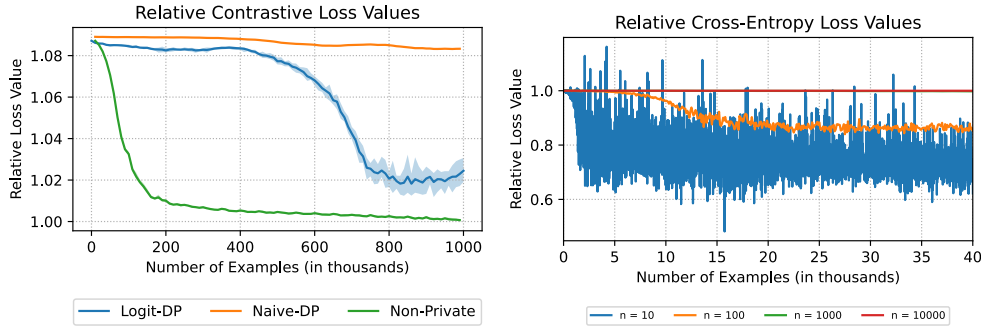 Relative Contrastive Loss Values
Relative Loss Value
1.08
1.06
1.04
1.02
1.00
0
200
400
600
800
1000
Number of Examples (in thousands)
Logit-DP
Naive-DP
Non-Private
Relative Cross-Entropy Loss Values
Relative Loss Value
1.0
0.8
0.6
0
5
10
15
20
25
30
35
40
Number of Examples (in thousands)
n = 10
n = 100
n = 1000
n = 10000